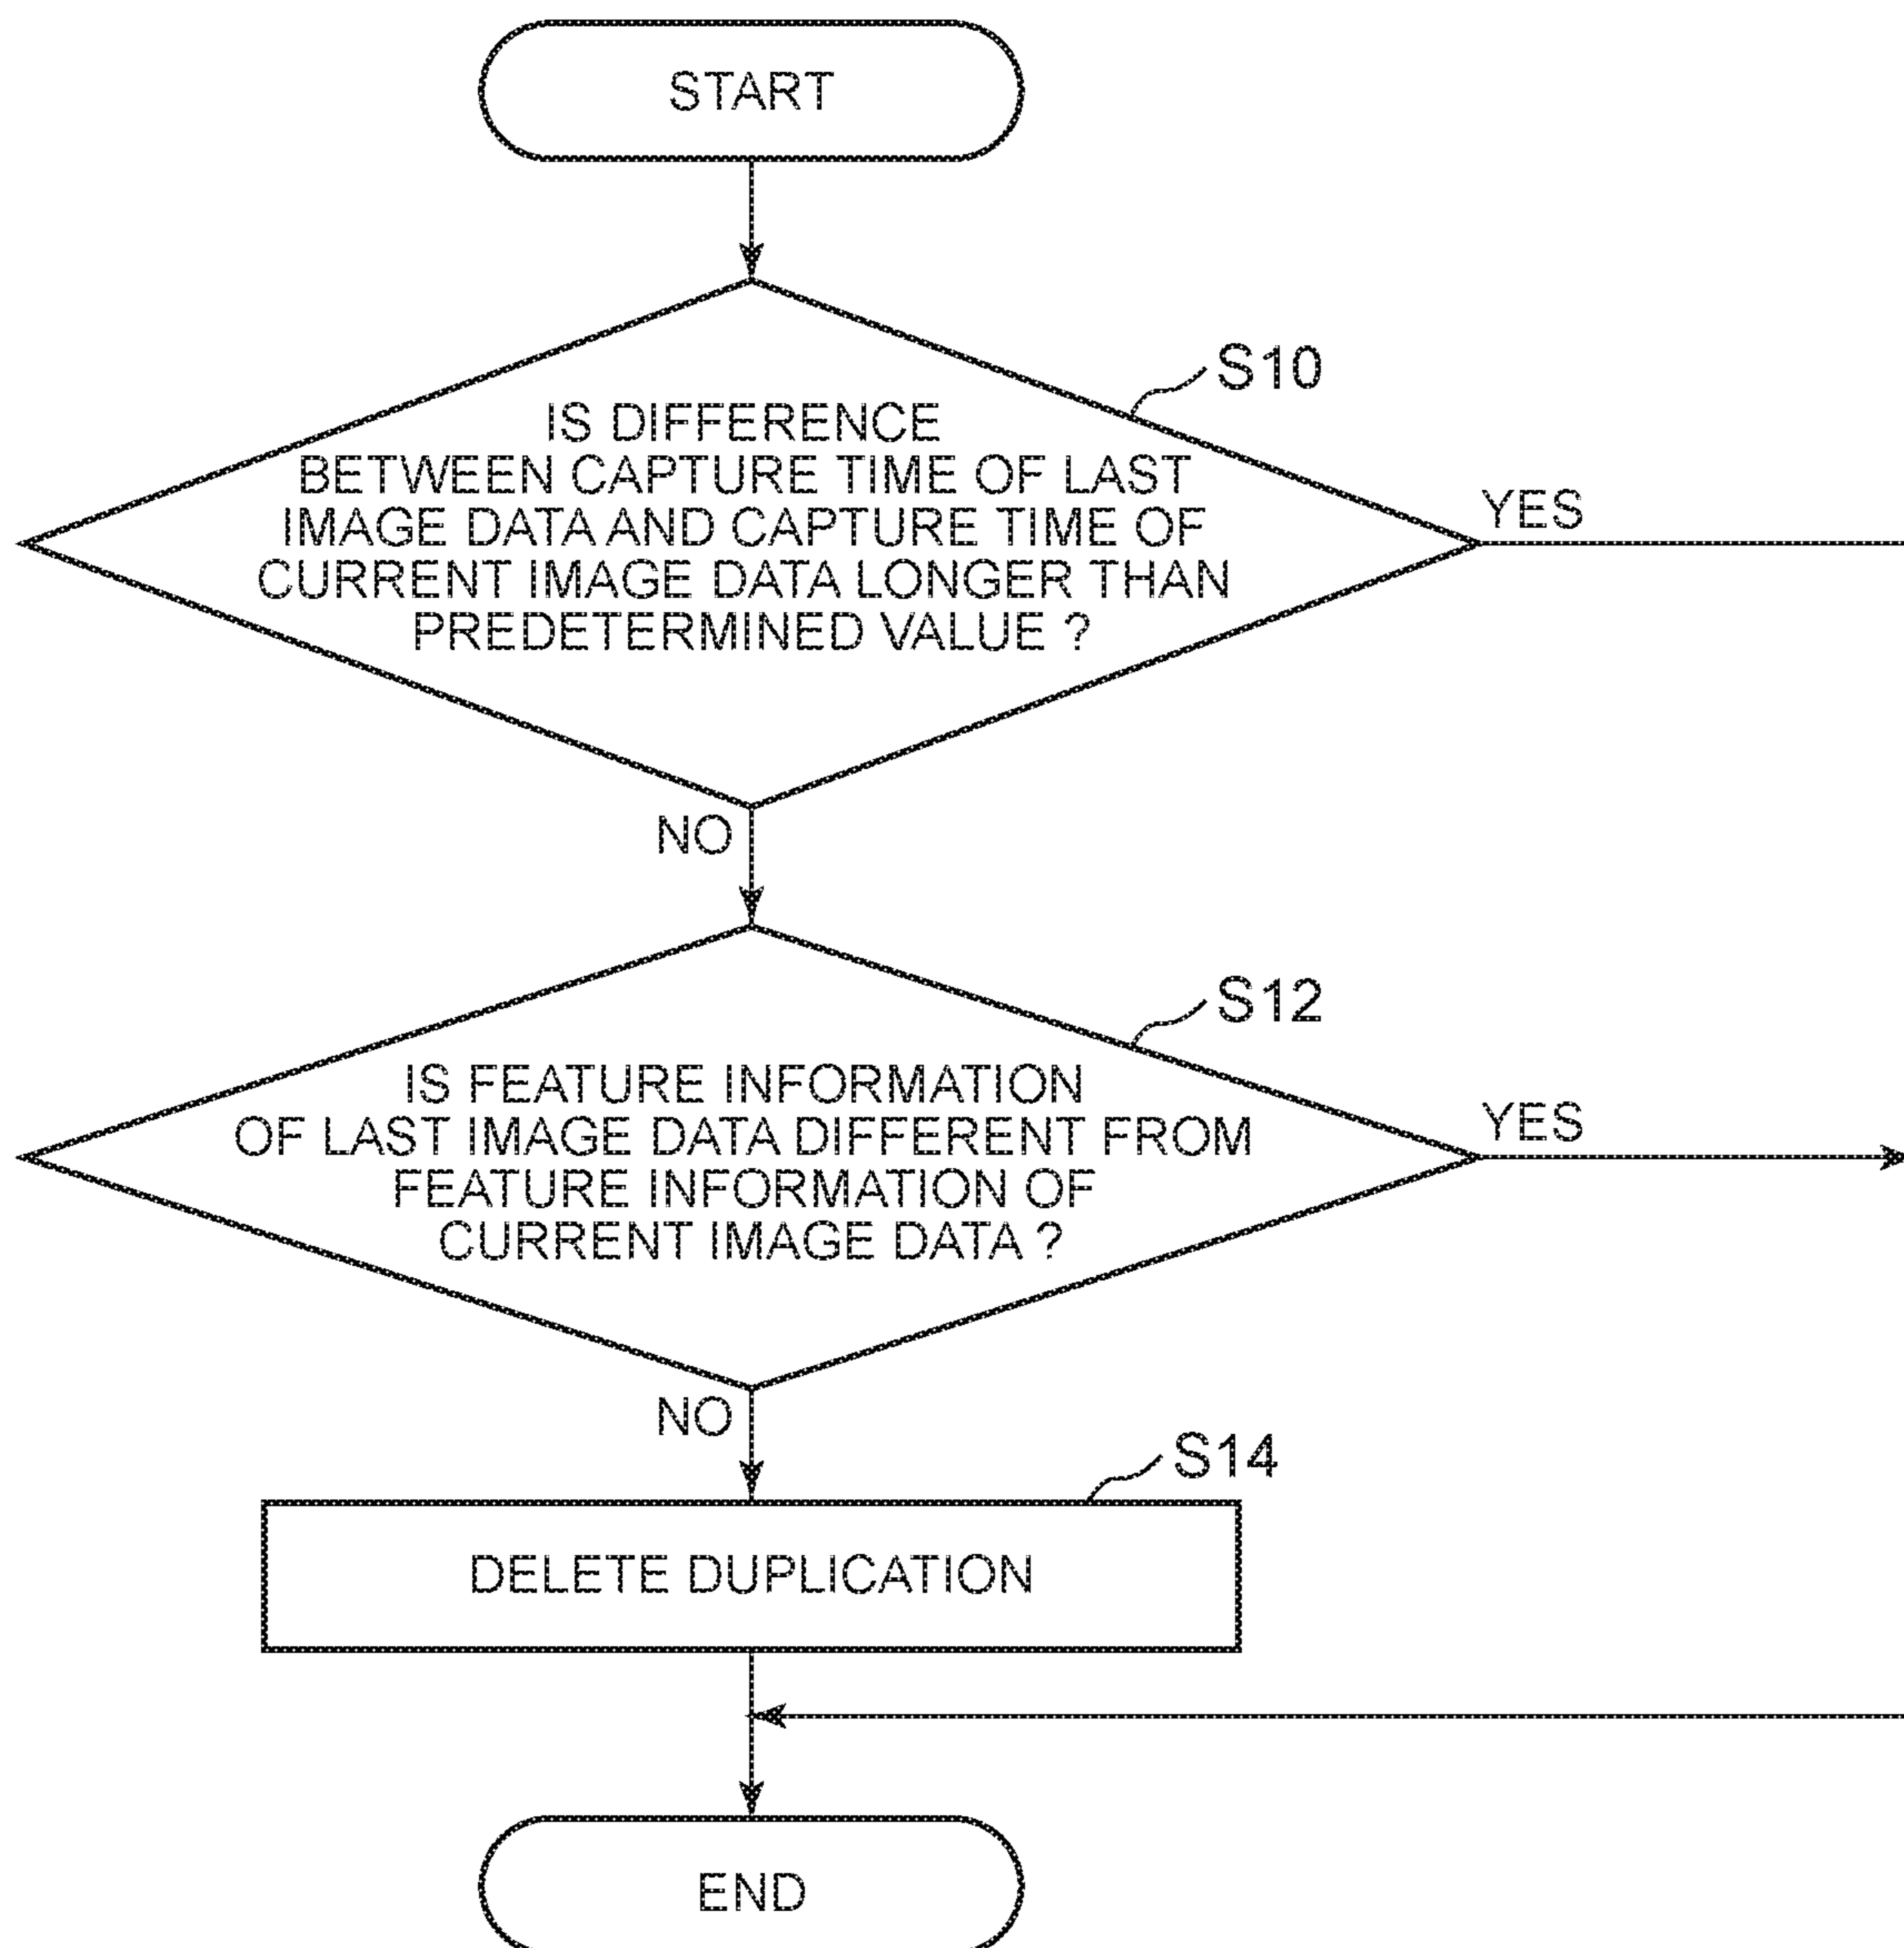 START
S10
IS DIFFERENCE
BETWEEN CAPTURE TIME OF LAST
IMAGE DATA AND CAPTURE TIME OF
CURRENT IMAGE DATA LONGER THAN
PREDETERMINED VALUE ?
YES
NO
S12
IS FEATURE INFORMATION
OF LAST IMAGE DATA DIFFERENT FROM
FEATURE INFORMATION OF
CURRENT IMAGE DATA ?
YES
NO
S14
DELETE DUPLICATION
END